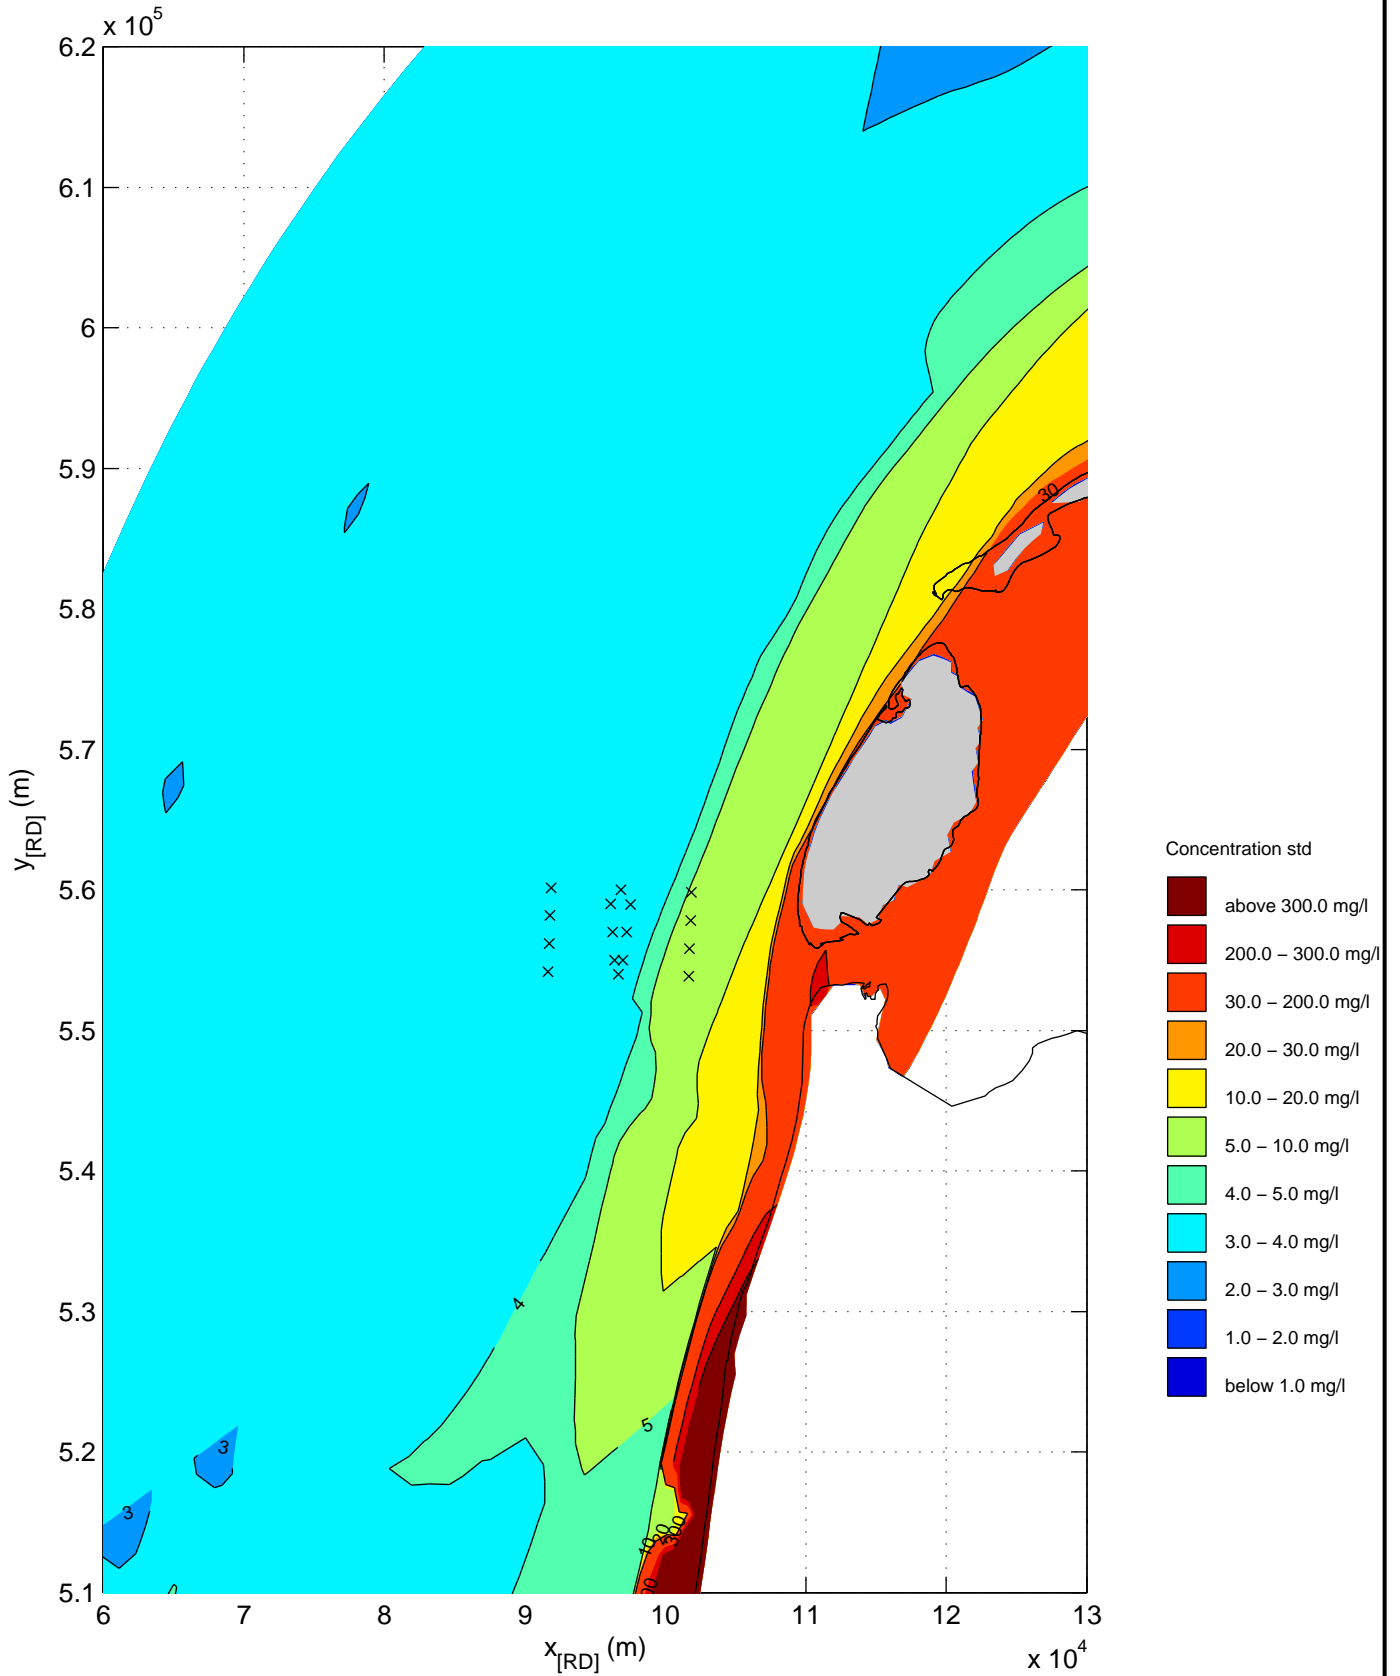 x 10^5
6.2
6.1
6
5.9
5.8
5.7
5.6
5.5
5.4
5.3
5.2
5.1
y[RD] (m)
6 7 8 9 10 11 12 13
x[RD] (m)
x 10^4
30
4
5
3
3
10
Concentration std
above 300.0 mg/l
200.0 – 300.0 mg/l
30.0 – 200.0 mg/l
20.0 – 30.0 mg/l
10.0 – 20.0 mg/l
5.0 – 10.0 mg/l
4.0 – 5.0 mg/l
3.0 – 4.0 mg/l
2.0 – 3.0 mg/l
1.0 – 2.0 mg/l
below 1.0 mg/l